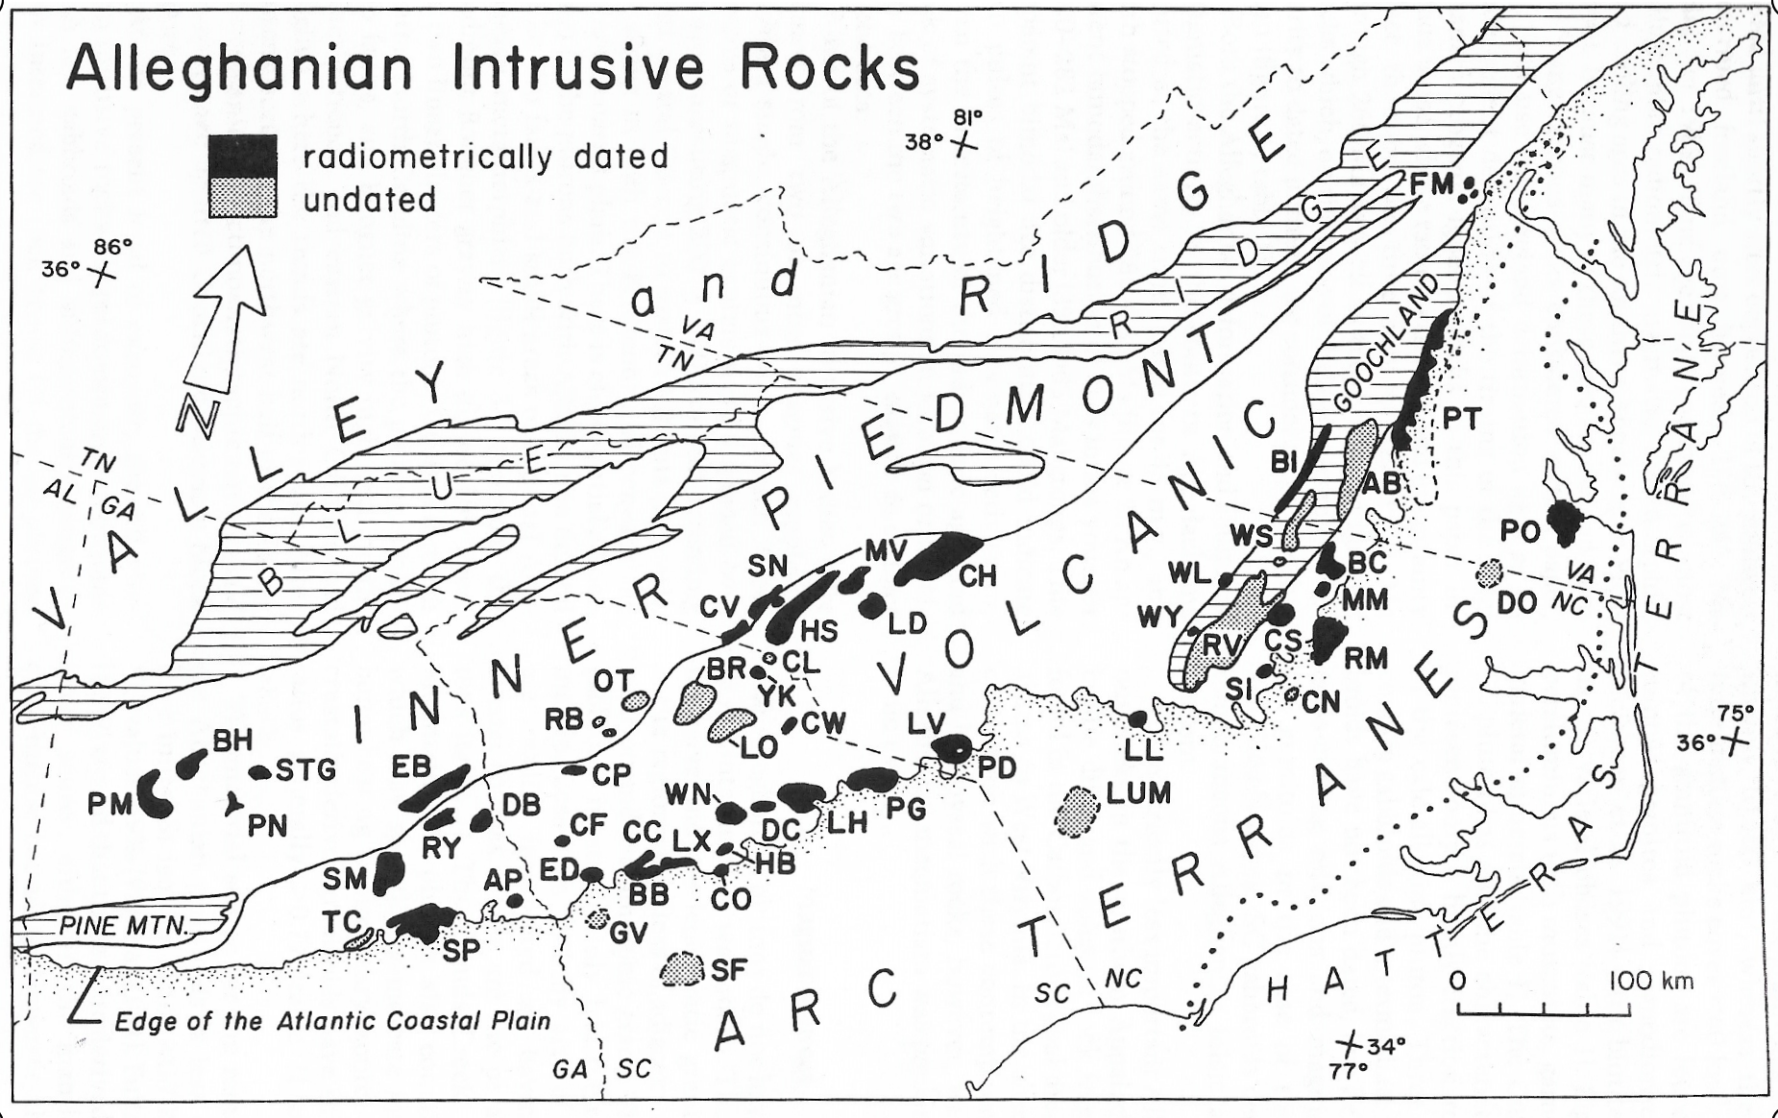 Alleghanian Intrusive Rocks
radiometrically dated
undated
81°
38°
86°
36°
N
VALLEY and RIDGE
BLUE RIDGE
INNER PIEDMONT
VOLCANIC ARC TERRANES
HATTERAS TERRANE
GOOCHLAND
PINE MTN.
VA
TN
TN
AL
GA
FM
PT
BI
AB
WS
WL
WY
RV
BC
MM
CS
RM
SI
CN
PO
DO
VA
NC
SN
MV
CH
CV
HS
LD
BR
CL
YK
OT
RB
CW
LO
LV
PD
LL
LUM
BH
STG
EB
PM
PN
CP
DB
RY
WN
DC
LH
PG
CF
CC
LX
HB
SM
AP
ED
BB
CO
TC
SP
GV
SF
75°
36°
SC
NC
0
100 km
Edge of the Atlantic Coastal Plain
34°
77°
GA
SC